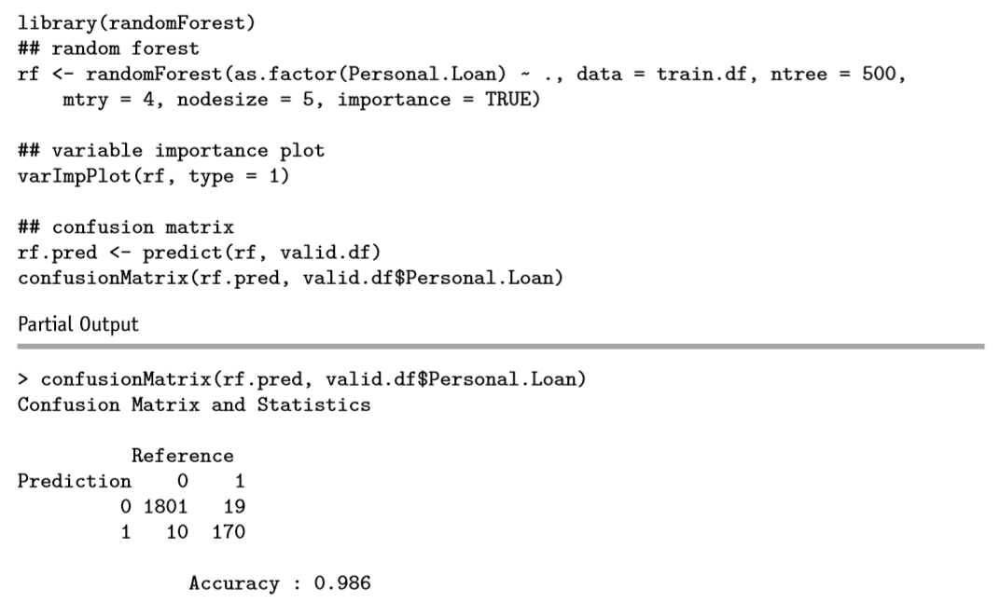 library(randomForest)
## random forest
rf <- randomForest(as.factor(Personal.Loan) ~ ., data = train.df, ntree = 500,
    mtry = 4, nodesize = 5, importance = TRUE)

## variable importance plot
varImpPlot(rf, type = 1)

## confusion matrix
rf.pred <- predict(rf, valid.df)
confusionMatrix(rf.pred, valid.df$Personal.Loan)

Partial Output

> confusionMatrix(rf.pred, valid.df$Personal.Loan)
Confusion Matrix and Statistics

          Reference
Prediction    0    1
         0 1801   19
         1   10  170

               Accuracy : 0.986